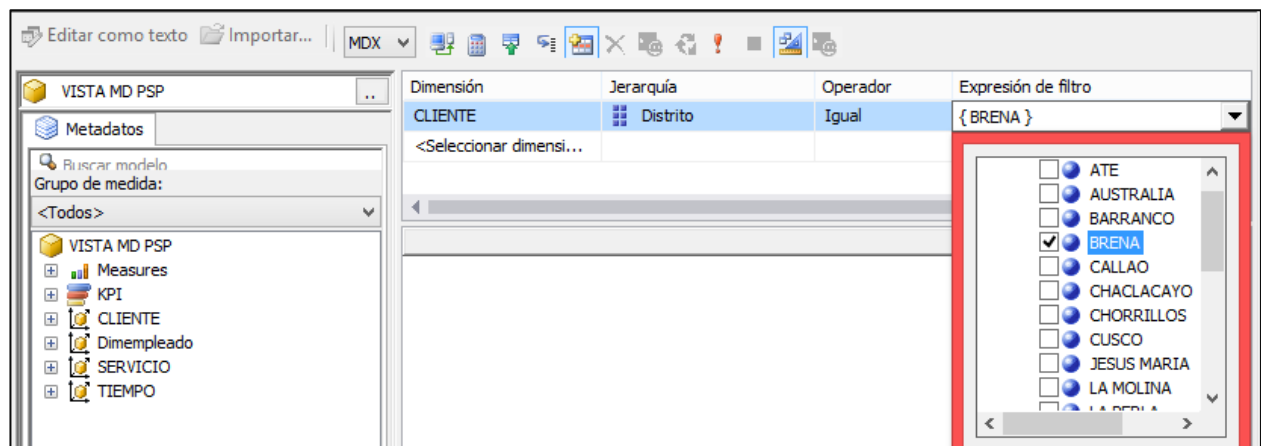 Editar como texto Importar... MDX
VISTA MD PSP ..
Metadatos
Buscar modelo
Grupo de medida:
<Todos>
VISTA MD PSP
Measures
KPI
CLIENTE
Dimempleado
SERVICIO
TIEMPO
Dimensión Jerarquía Operador Expresión de filtro
CLIENTE Distrito Igual { BRENA }
<Seleccionar dimensi...
ATE
AUSTRALIA
BARRANCO
BRENA
CALLAO
CHACLACAYO
CHORRILLOS
CUSCO
JESUS MARIA
LA MOLINA
LA PERLA